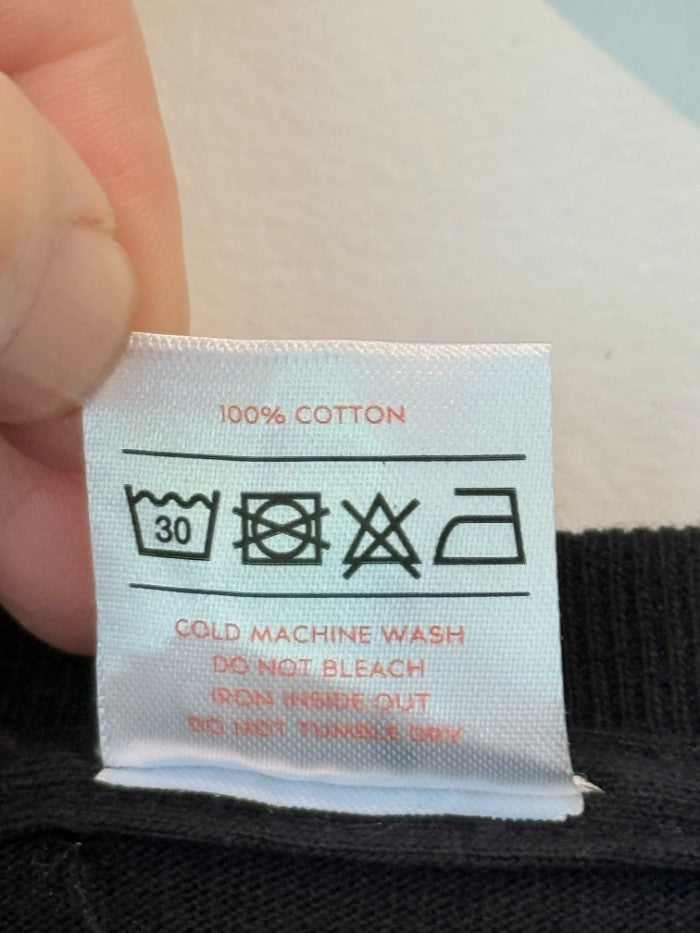 100% COTTON
30
COLD MACHINE WASH
DO NOT BLEACH
IRON INSIDE OUT
DO NOT TUMBLE DRY